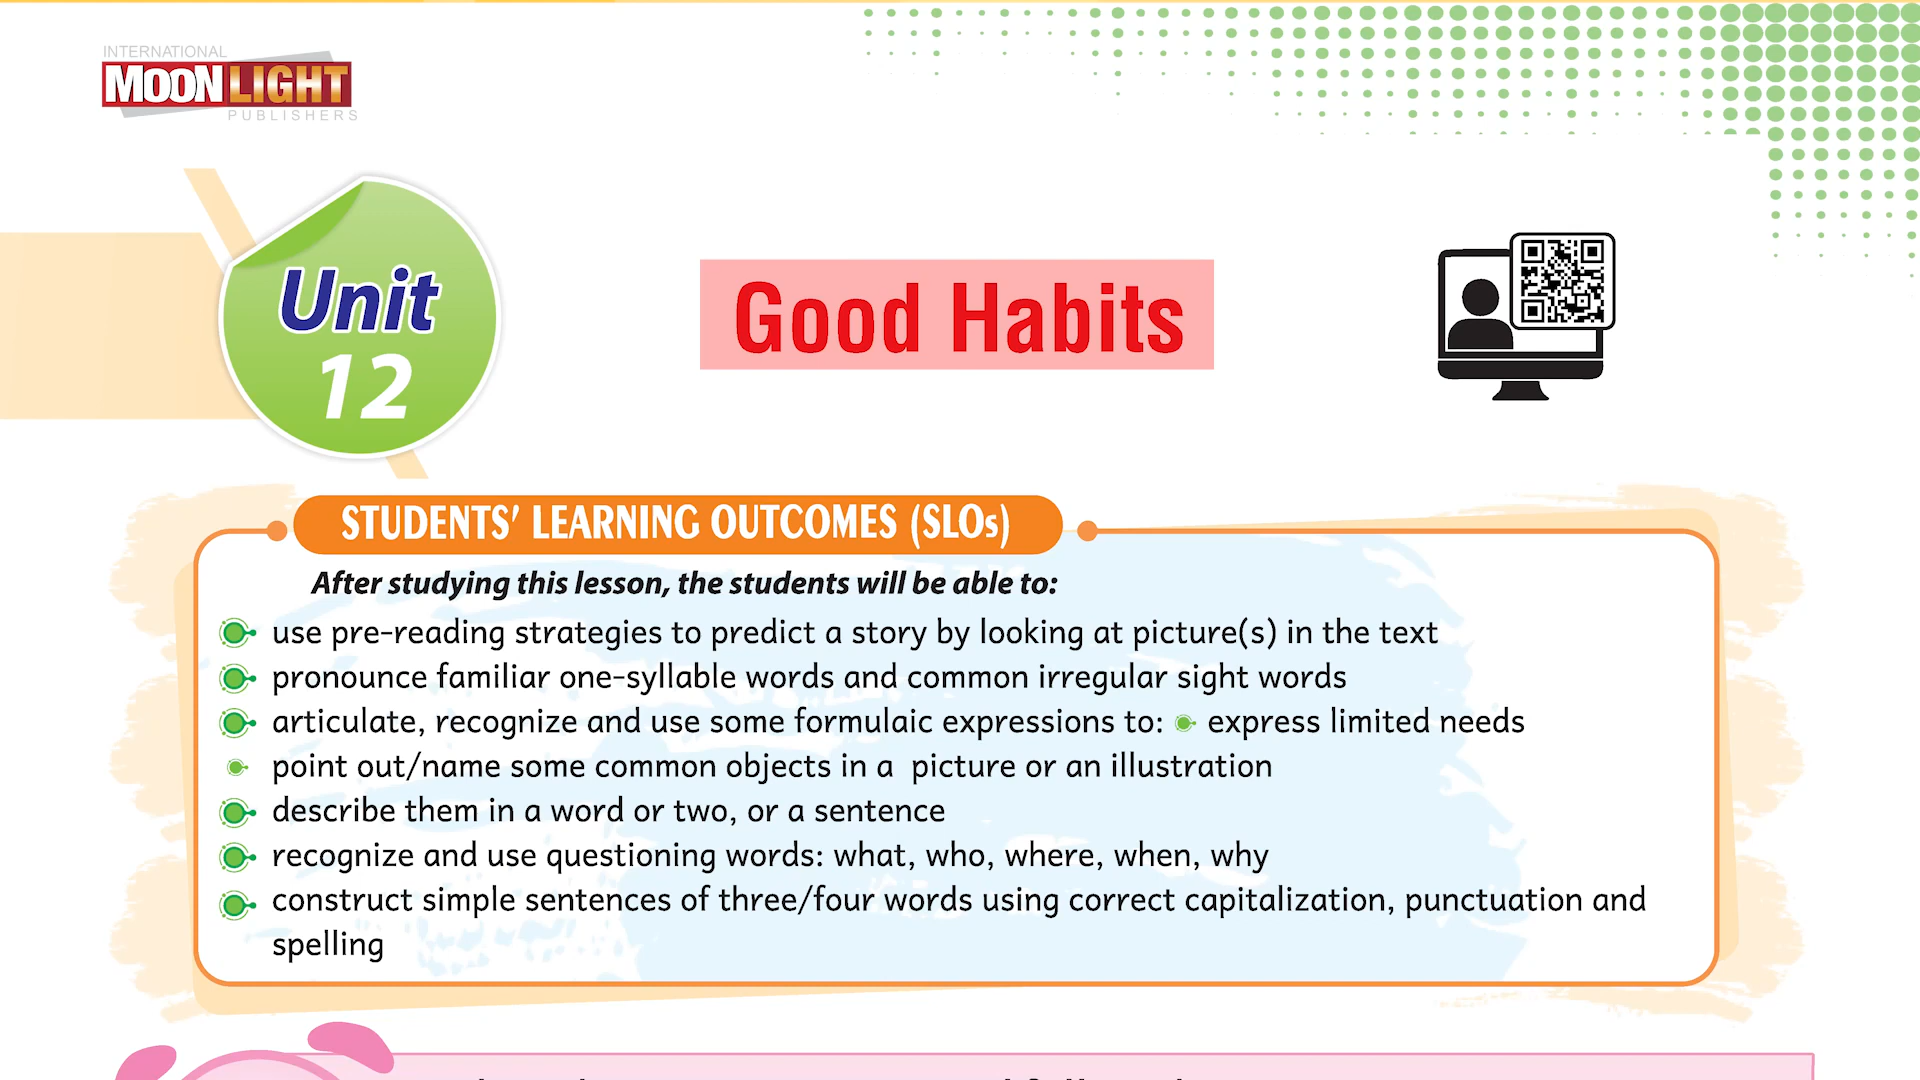 INTERNATIONAL
MOONLIGHT
PUBLISHERS
Unit
12
Good Habits
STUDENTS' LEARNING OUTCOMES (SLOs)
After studying this lesson, the students will be able to:
use pre-reading strategies to predict a story by looking at picture(s) in the text
pronounce familiar one-syllable words and common irregular sight words
articulate, recognize and use some formulaic expressions to: express limited needs
point out/name some common objects in a picture or an illustration
describe them in a word or two, or a sentence
recognize and use questioning words: what, who, where, when, why
construct simple sentences of three/four words using correct capitalization, punctuation and
spelling